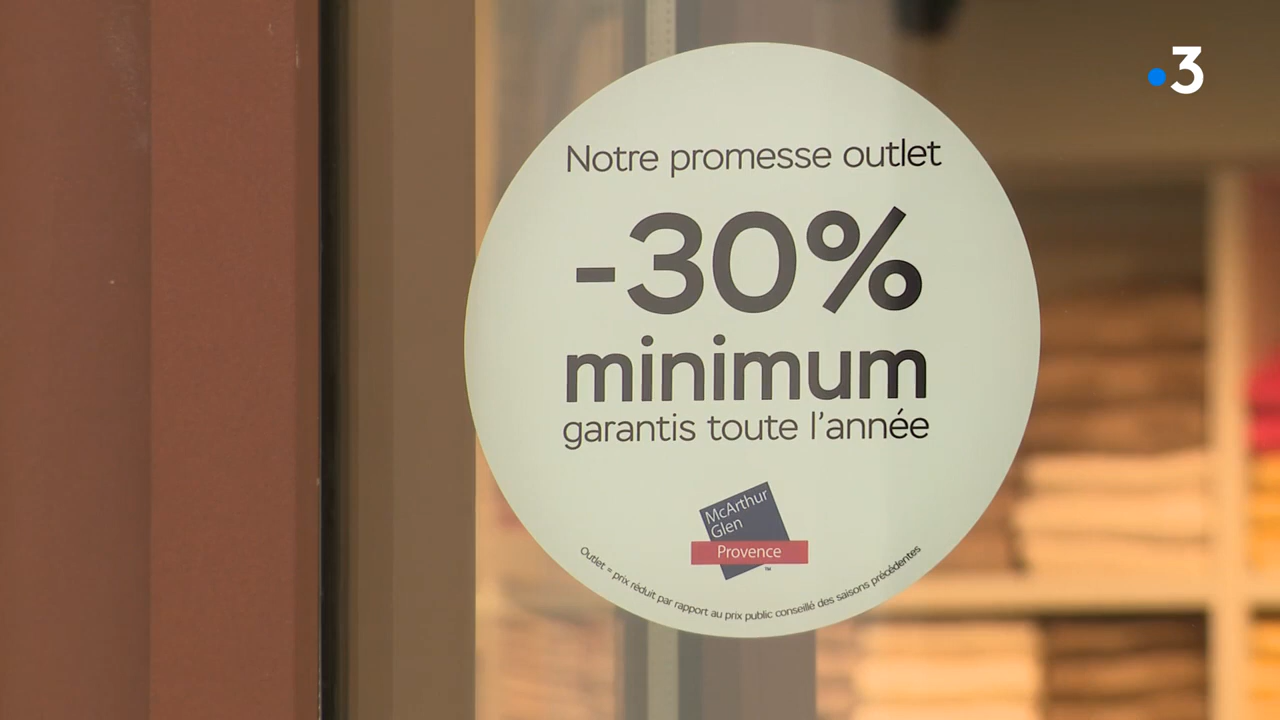 3
Notre promesse outlet
-30%
minimum
garantis toute l'année
McArthur
Glen
Provence
™
Outlet = prix réduit par rapport au prix public conseillé des saisons précédentes